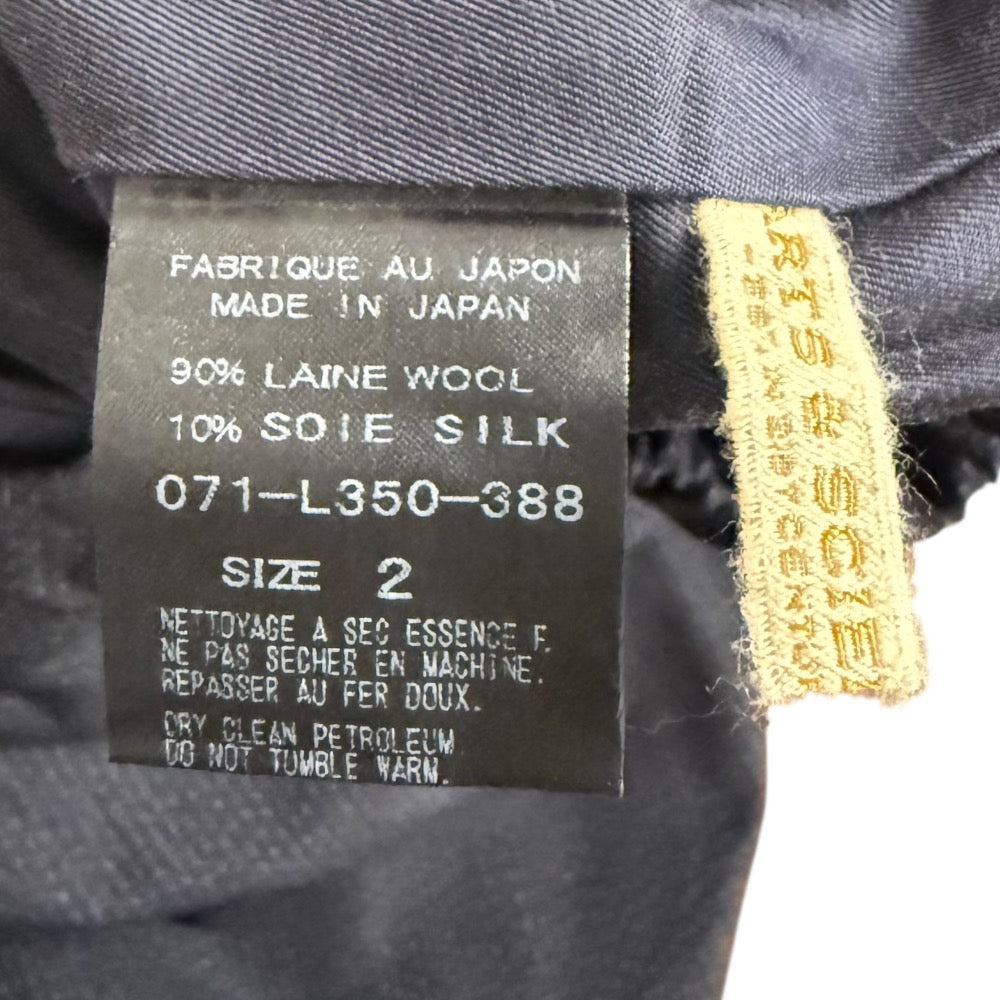 FABRIQUE AU JAPON
MADE IN JAPAN
90% LAINE WOOL
10% SOIE SILK
071-L350-388
SIZE 2
NETTOYAGE A SEC ESSENCE F.
NE PAS SECHER EN MACHINE.
REPASSER AU FER DOUX.
DRY CLEAN PETROLEUM
DO NOT TUMBLE WARM.